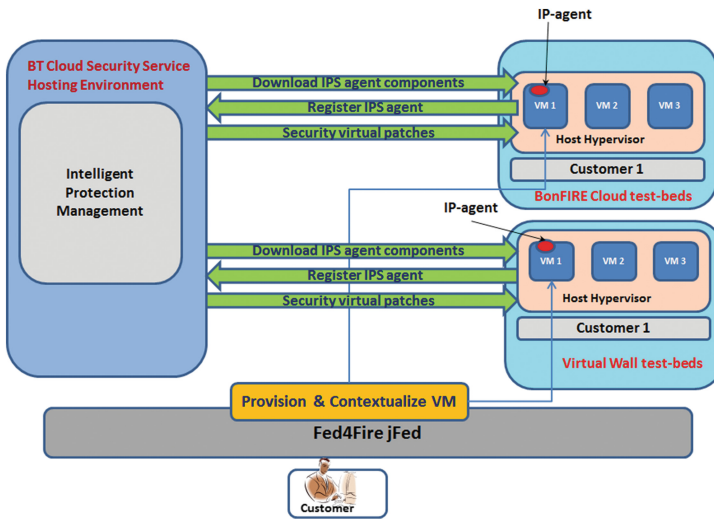 IP-agent
BT Cloud Security Service
Hosting Environment
Download IPS agent components
Register IPS agent
Security virtual patches
VM 1
VM 2
VM 3
Host Hypervisor
Customer 1
BonFIRE Cloud test-beds
Intelligent
Protection
Management
IP-agent
Download IPS agent components
Register IPS agent
Security virtual patches
VM 1
VM 2
VM 3
Host Hypervisor
Customer 1
Virtual Wall test-beds
Provision & Contextualize VM
Fed4Fire jFed
Customer